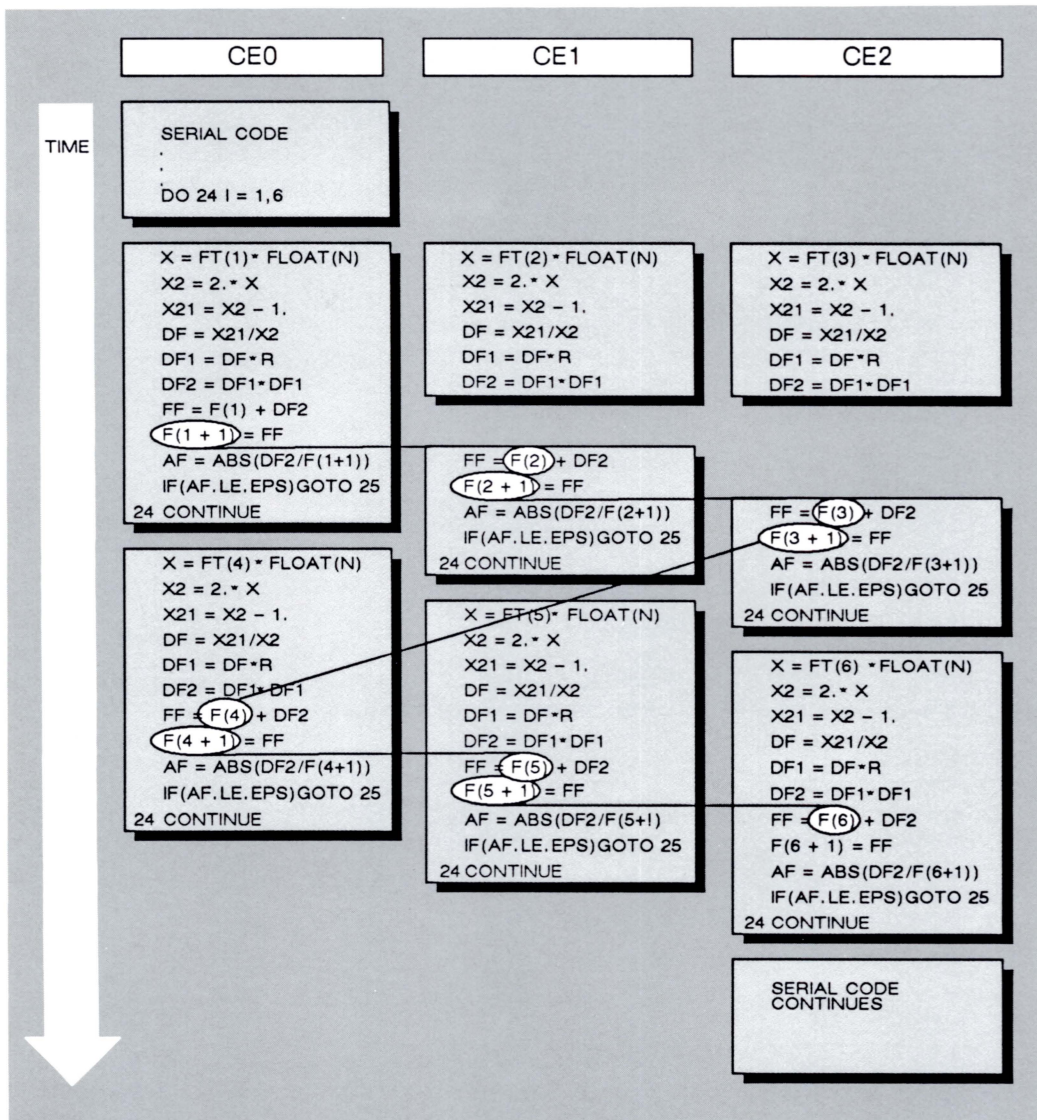 CE0
CE1
CE2
TIME
SERIAL CODE
.
.
.
DO 24 I = 1,6
X = FT(1)* FLOAT(N)
X2 = 2.* X
X21 = X2 - 1.
DF = X21/X2
DF1 = DF*R
DF2 = DF1*DF1
FF = F(1) + DF2
F(1 + 1) = FF
AF = ABS(DF2/F(1+1))
IF(AF.LE.EPS)GOTO 25
24 CONTINUE
X = FT(4)* FLOAT(N)
X2 = 2.* X
X21 = X2 - 1.
DF = X21/X2
DF1 = DF*R
DF2 = DF1*DF1
FF = F(4) + DF2
F(4 + 1) = FF
AF = ABS(DF2/F(4+1))
IF(AF.LE.EPS)GOTO 25
24 CONTINUE
X = FT(2)* FLOAT(N)
X2 = 2.* X
X21 = X2 - 1.
DF = X21/X2
DF1 = DF*R
DF2 = DF1*DF1
FF = F(2) + DF2
F(2 + 1) = FF
AF = ABS(DF2/F(2+1))
IF(AF.LE.EPS)GOTO 25
24 CONTINUE
X = FT(5)* FLOAT(N)
X2 = 2.* X
X21 = X2 - 1.
DF = X21/X2
DF1 = DF*R
DF2 = DF1*DF1
FF = F(5) + DF2
F(5 + 1) = FF
AF = ABS(DF2/F(5+!)
IF(AF.LE.EPS)GOTO 25
24 CONTINUE
X = FT(3)* FLOAT(N)
X2 = 2.* X
X21 = X2 - 1.
DF = X21/X2
DF1 = DF*R
DF2 = DF1*DF1
FF = F(3) + DF2
F(3 + 1) = FF
AF = ABS(DF2/F(3+1))
IF(AF.LE.EPS)GOTO 25
24 CONTINUE
X = FT(6) *FLOAT(N)
X2 = 2.* X
X21 = X2 - 1.
DF = X21/X2
DF1 = DF*R
DF2 = DF1*DF1
FF = F(6) + DF2
F(6 + 1) = FF
AF = ABS(DF2/F(6+1))
IF(AF.LE.EPS)GOTO 25
24 CONTINUE
SERIAL CODE
CONTINUES